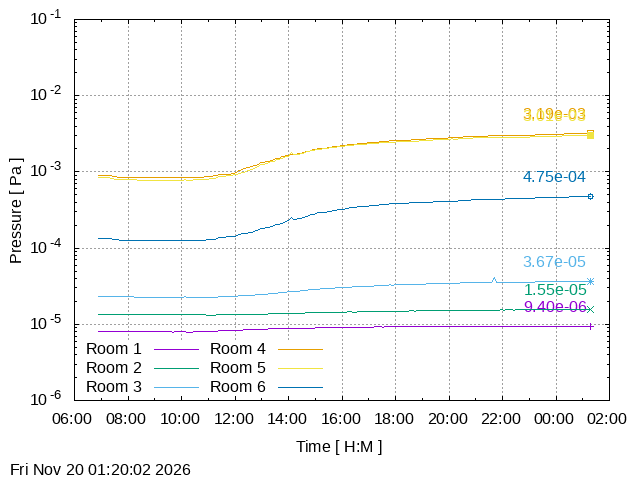 10^-1
10^-2
10^-3
10^-4
10^-5
10^-6
Pressure [ Pa ]
3.19e-03
4.75e-04
3.67e-05
1.55e-05
9.40e-06
Room 1 Room 4
Room 2 Room 5
Room 3 Room 6
06:00 08:00 10:00 12:00 14:00 16:00 18:00 20:00 22:00 00:00 02:00
Time [ H:M ]
Fri Nov 20 01:20:02 2026